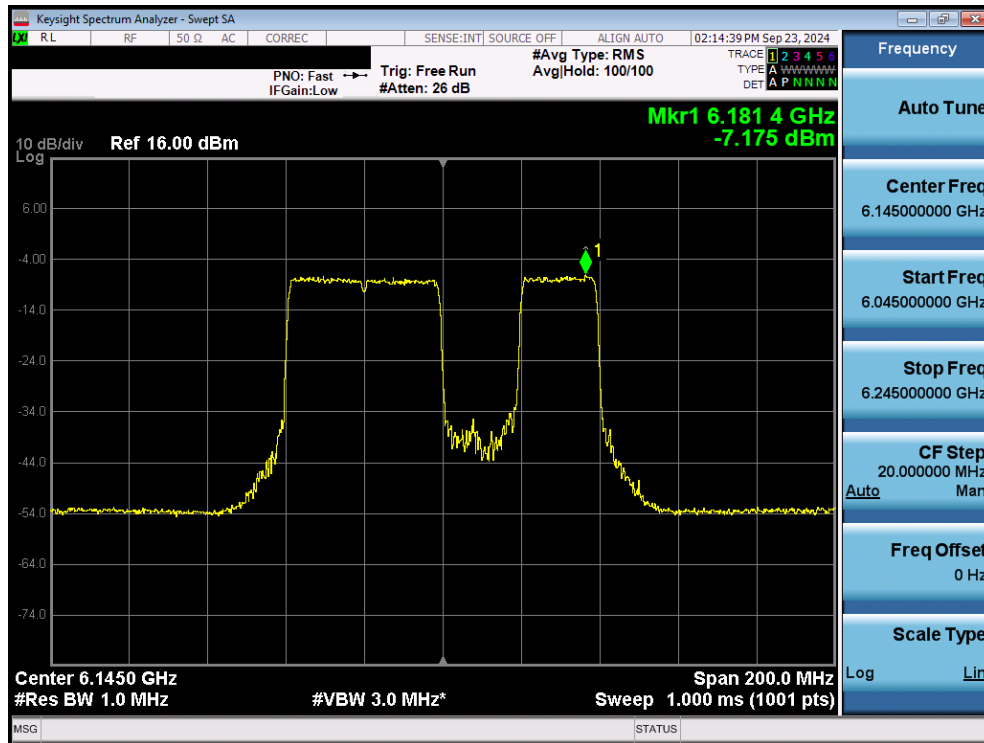 Keysight Spectrum Analyzer - Swept SA
LXI RL RF 50 Ω AC CORREC SENSE:INT SOURCE OFF ALIGN AUTO 02:14:39 PM Sep 23, 2024
PNO: Fast
IFGain:Low
Trig: Free Run
#Atten: 26 dB
#Avg Type: RMS
Avg|Hold: 100/100
TRACE 1 2 3 4 5 6
TYPE A WWWWW
DET A P N N N N
Mkr1 6.181 4 GHz
-7.175 dBm
10 dB/div Ref 16.00 dBm
Log
6.00
-4.00
-14.0
-24.0
-34.0
-44.0
-54.0
-64.0
-74.0
1
Center 6.1450 GHz Span 200.0 MHz
#Res BW 1.0 MHz #VBW 3.0 MHz* Sweep 1.000 ms (1001 pts)
MSG STATUS
Frequency
Auto Tune
Center Freq
6.145000000 GHz
Start Freq
6.045000000 GHz
Stop Freq
6.245000000 GHz
CF Step
20.000000 MHz
Auto Man
Freq Offset
0 Hz
Scale Type
Log Lin